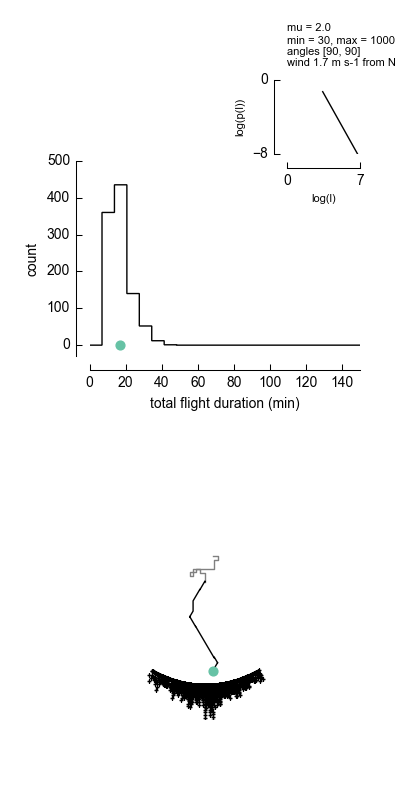 mu = 2.0
min = 30, max = 1000
angles [90, 90]
wind 1.7 m s-1 from N
0
−8
log(p(l))
0 7
log(l)
500
400
300
200
100
0
count
0 20 40 60 80 100 120 140
total flight duration (min)